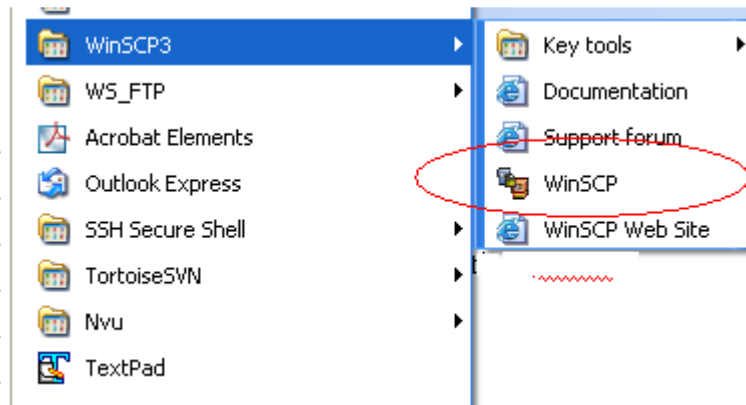 WinSCP3
WS_FTP
Acrobat Elements
Outlook Express
SSH Secure Shell
TortoiseSVN
Nvu
TextPad
Key tools
Documentation
Support forum
WinSCP
WinSCP Web Site